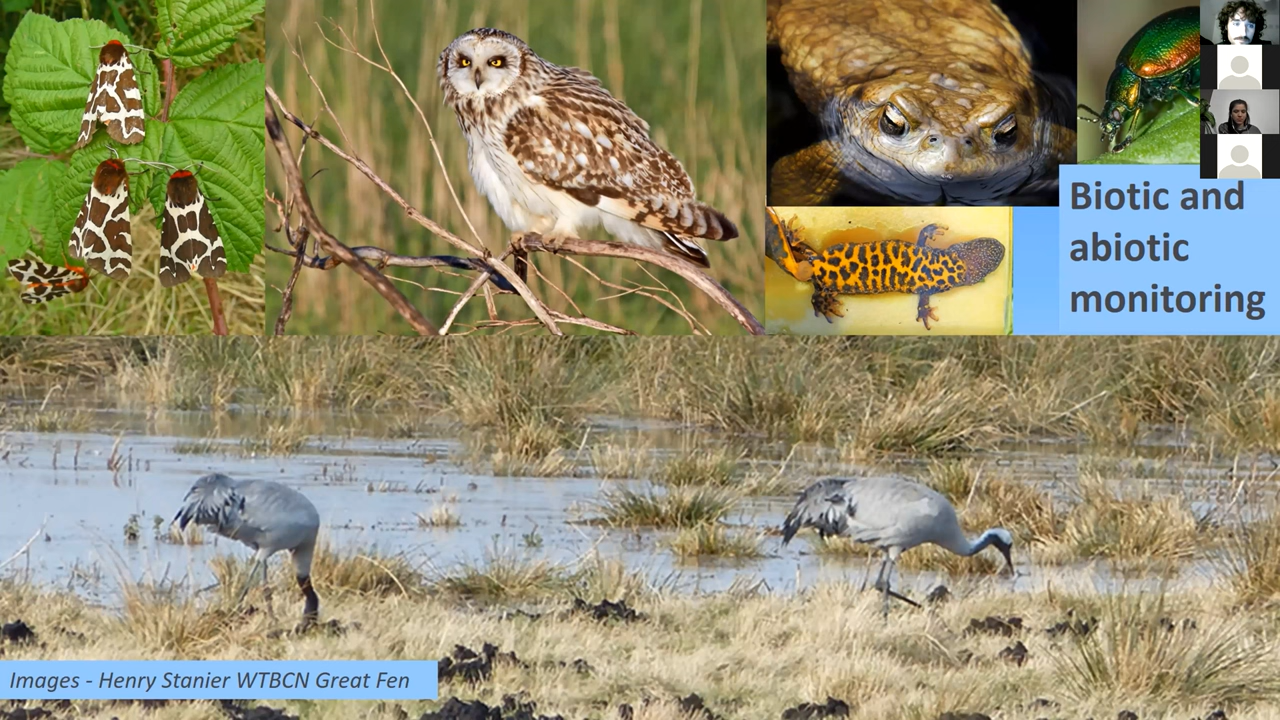 Biotic and
abiotic
monitoring
Images - Henry Stanier WTBCN Great Fen